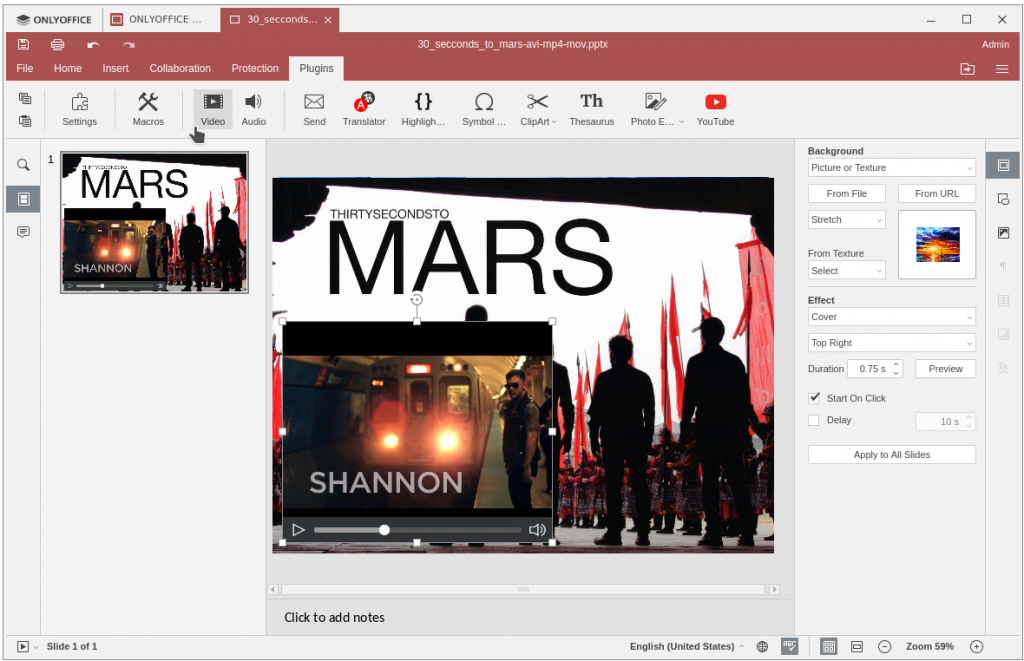 ONLYOFFICE
ONLYOFFICE ...
30_secconds...
30_secconds_to_mars-avi-mp4-mov.pptx
Admin
File
Home
Insert
Collaboration
Protection
Plugins
Settings
Macros
Video
Audio
Send
Translator
Highligh...
Symbol ...
ClipArt
Th
Thesaurus
Photo E...
YouTube
1
THIRTYSECONDSTO
MARS
SHANNON
THIRTYSECONDSTO
MARS
SHANNON
Background
Picture or Texture
From File
From URL
Stretch
From Texture
Select
Effect
Cover
Top Right
Duration
0.75 s
Preview
Start On Click
Delay
10 s
Apply to All Slides
Click to add notes
Slide 1 of 1
English (United States)
ABC
Zoom 59%